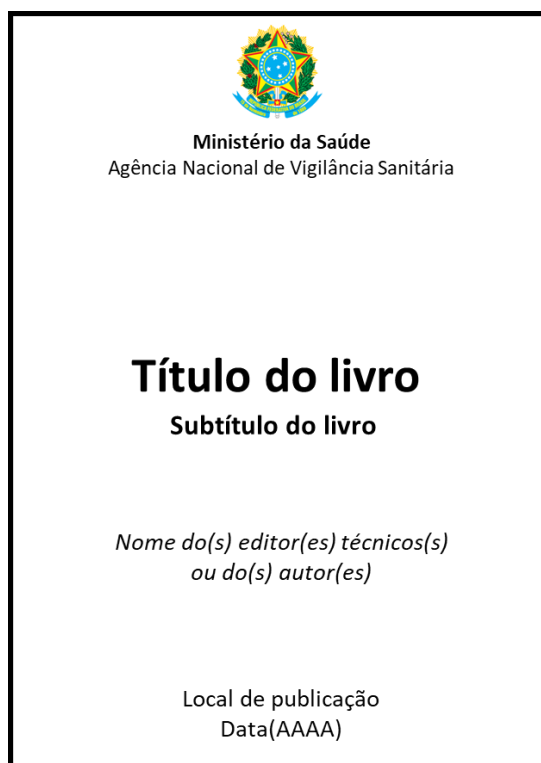 Ministério da Saúde
Agência Nacional de Vigilância Sanitária
Título do livro
Subtítulo do livro
Nome do(s) editor(es) técnicos(s)
ou do(s) autor(es)
Local de publicação
Data(AAAA)